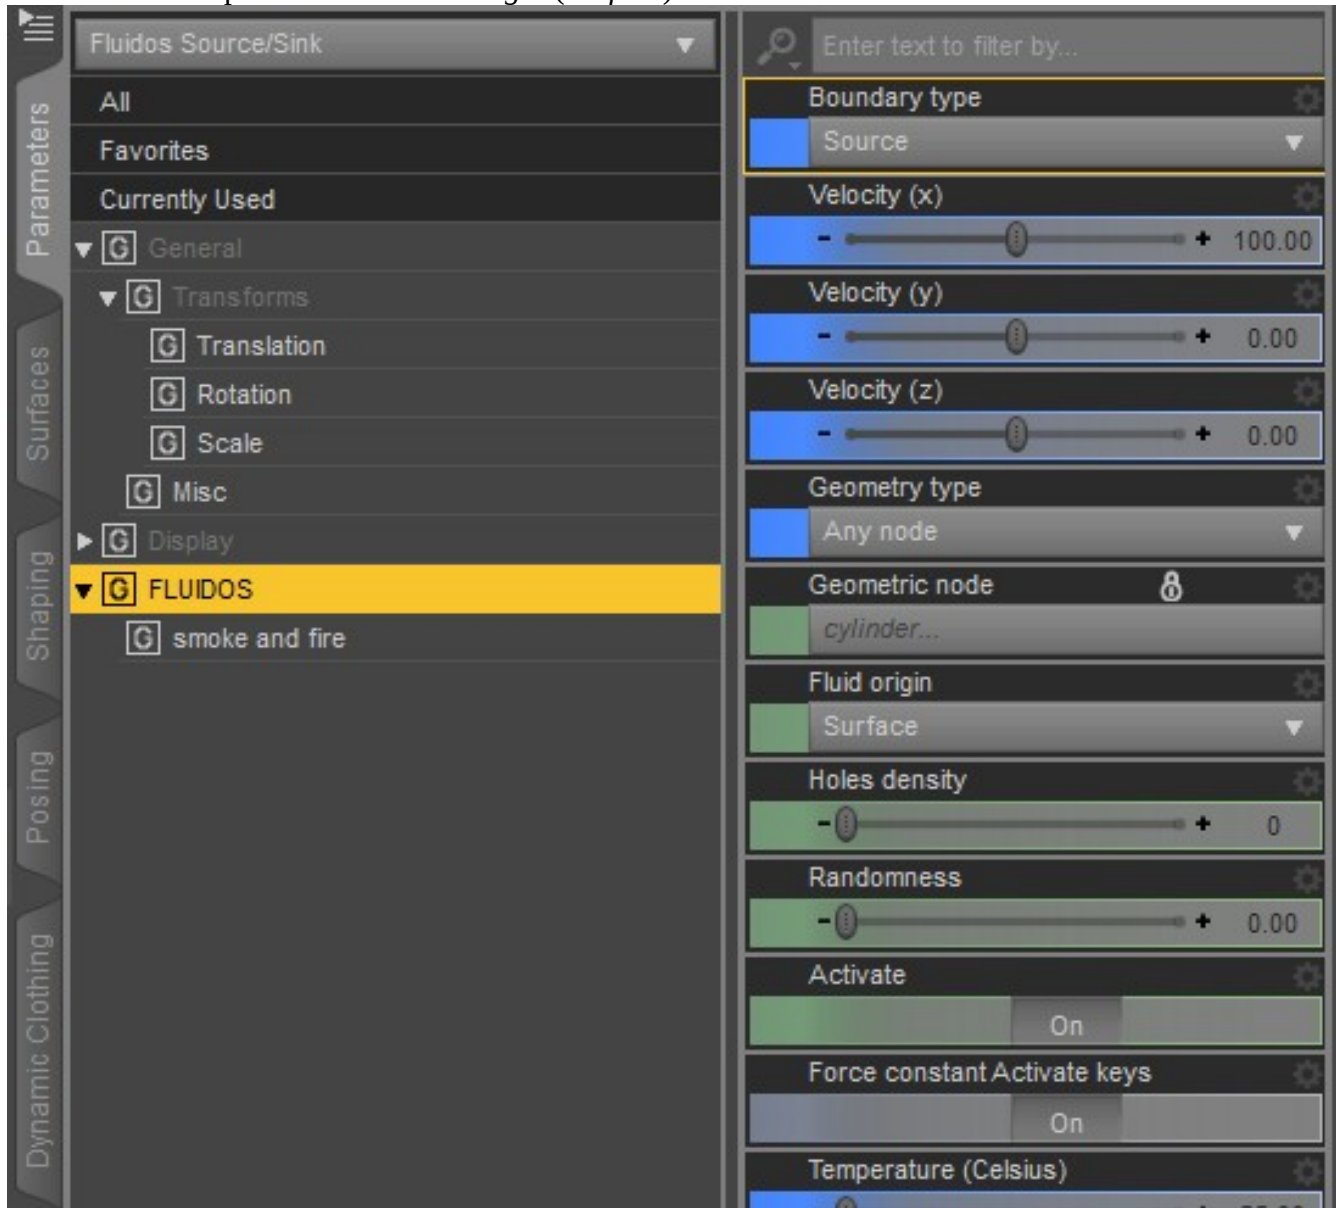 Fluidos Source/Sink
All
Favorites
Currently Used
G General
G Transforms
G Translation
G Rotation
G Scale
G Misc
G Display
G FLUIDOS
G smoke and fire
Parameters
Surfaces
Shaping
Posing
Dynamic Clothing
Enter text to filter by...
Boundary type
Source
Velocity (x)
- + 100.00
Velocity (y)
- + 0.00
Velocity (z)
- + 0.00
Geometry type
Any node
Geometric node
cylinder...
Fluid origin
Surface
Holes density
- + 0
Randomness
- + 0.00
Activate
On
Force constant Activate keys
On
Temperature (Celsius)